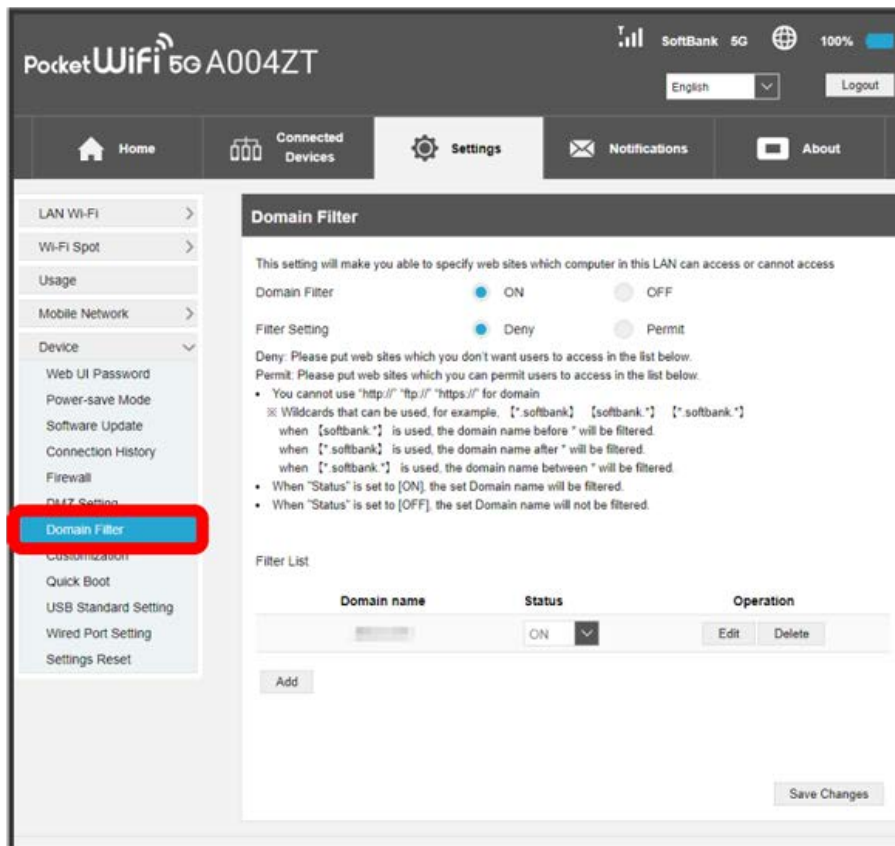 SoftBank 5G 100%
Pocket WiFi 5G A004ZT
English Logout
Home Connected Devices Settings Notifications About
LAN Wi-Fi
Wi-Fi Spot
Usage
Mobile Network
Device
Web UI Password
Power-save Mode
Software Update
Connection History
Firewall
DMZ Setting
Domain Filter
Customization
Quick Boot
USB Standard Setting
Wired Port Setting
Settings Reset
Domain Filter
This setting will make you able to specify web sites which computer in this LAN can access or cannot access
Domain Filter ON OFF
Filter Setting Deny Permit
Deny: Please put web sites which you don't want users to access in the list below.
Permit: Please put web sites which you can permit users to access in the list below.
• You cannot use "http://" "ftp://" "https://" for domain
※ Wildcards that can be used, for example, 【*.softbank】 【softbank.*】 【*.softbank.*】
when 【softbank.*】 is used, the domain name before * will be filtered.
when 【*.softbank】 is used, the domain name after * will be filtered.
when 【*.softbank.*】 is used, the domain name between * will be filtered.
• When "Status" is set to [ON], the set Domain name will be filtered.
• When "Status" is set to [OFF], the set Domain name will not be filtered.
Filter List
Domain name Status Operation
ON Edit Delete
Add
Save Changes